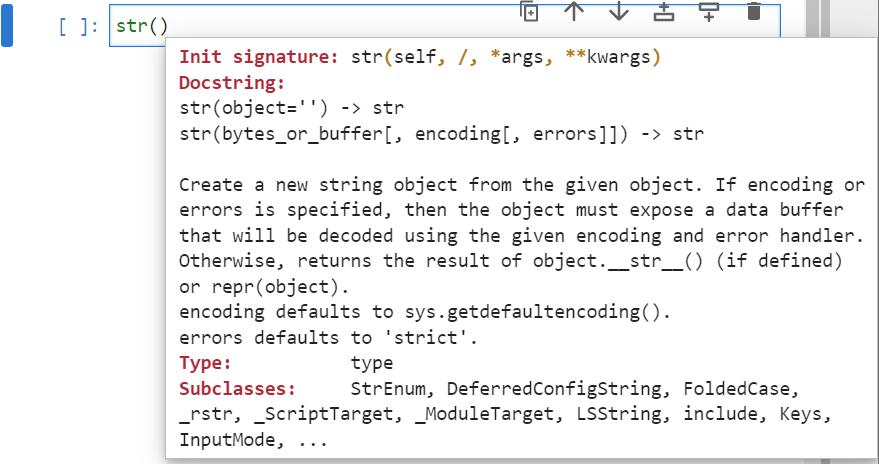 [ ]: str()
Init signature: str(self, /, *args, **kwargs)
Docstring:
str(object='') -> str
str(bytes_or_buffer[, encoding[, errors]]) -> str
Create a new string object from the given object. If encoding or
errors is specified, then the object must expose a data buffer
that will be decoded using the given encoding and error handler.
Otherwise, returns the result of object.__str__() (if defined)
or repr(object).
encoding defaults to sys.getdefaultencoding().
errors defaults to 'strict'.
Type: type
Subclasses: StrEnum, DeferredConfigString, FoldedCase,
_rstr, _ScriptTarget, _ModuleTarget, LSString, include, Keys,
InputMode, ...